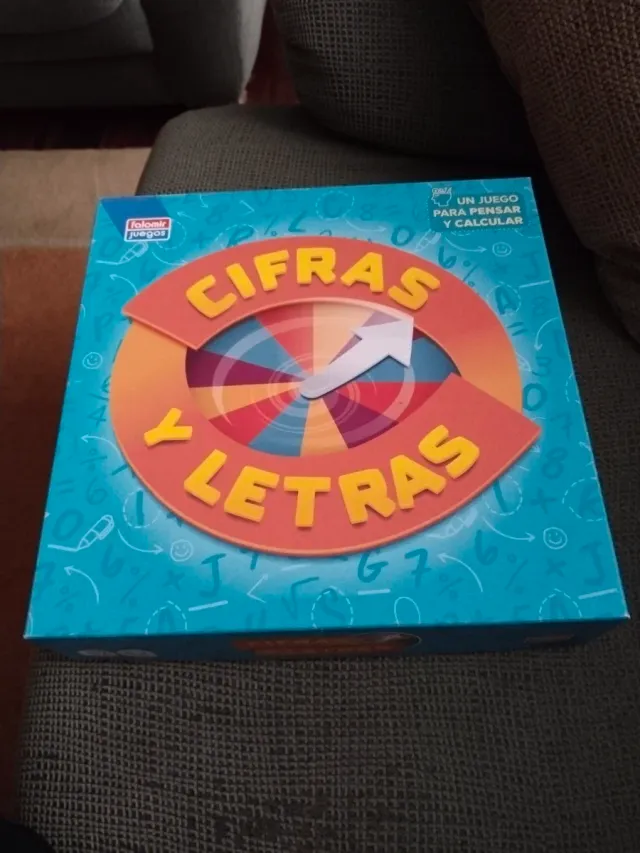 falomir
juegos
UN JUEGO
PARA PENSAR
Y CALCULAR
CIFRAS
Y LETRAS